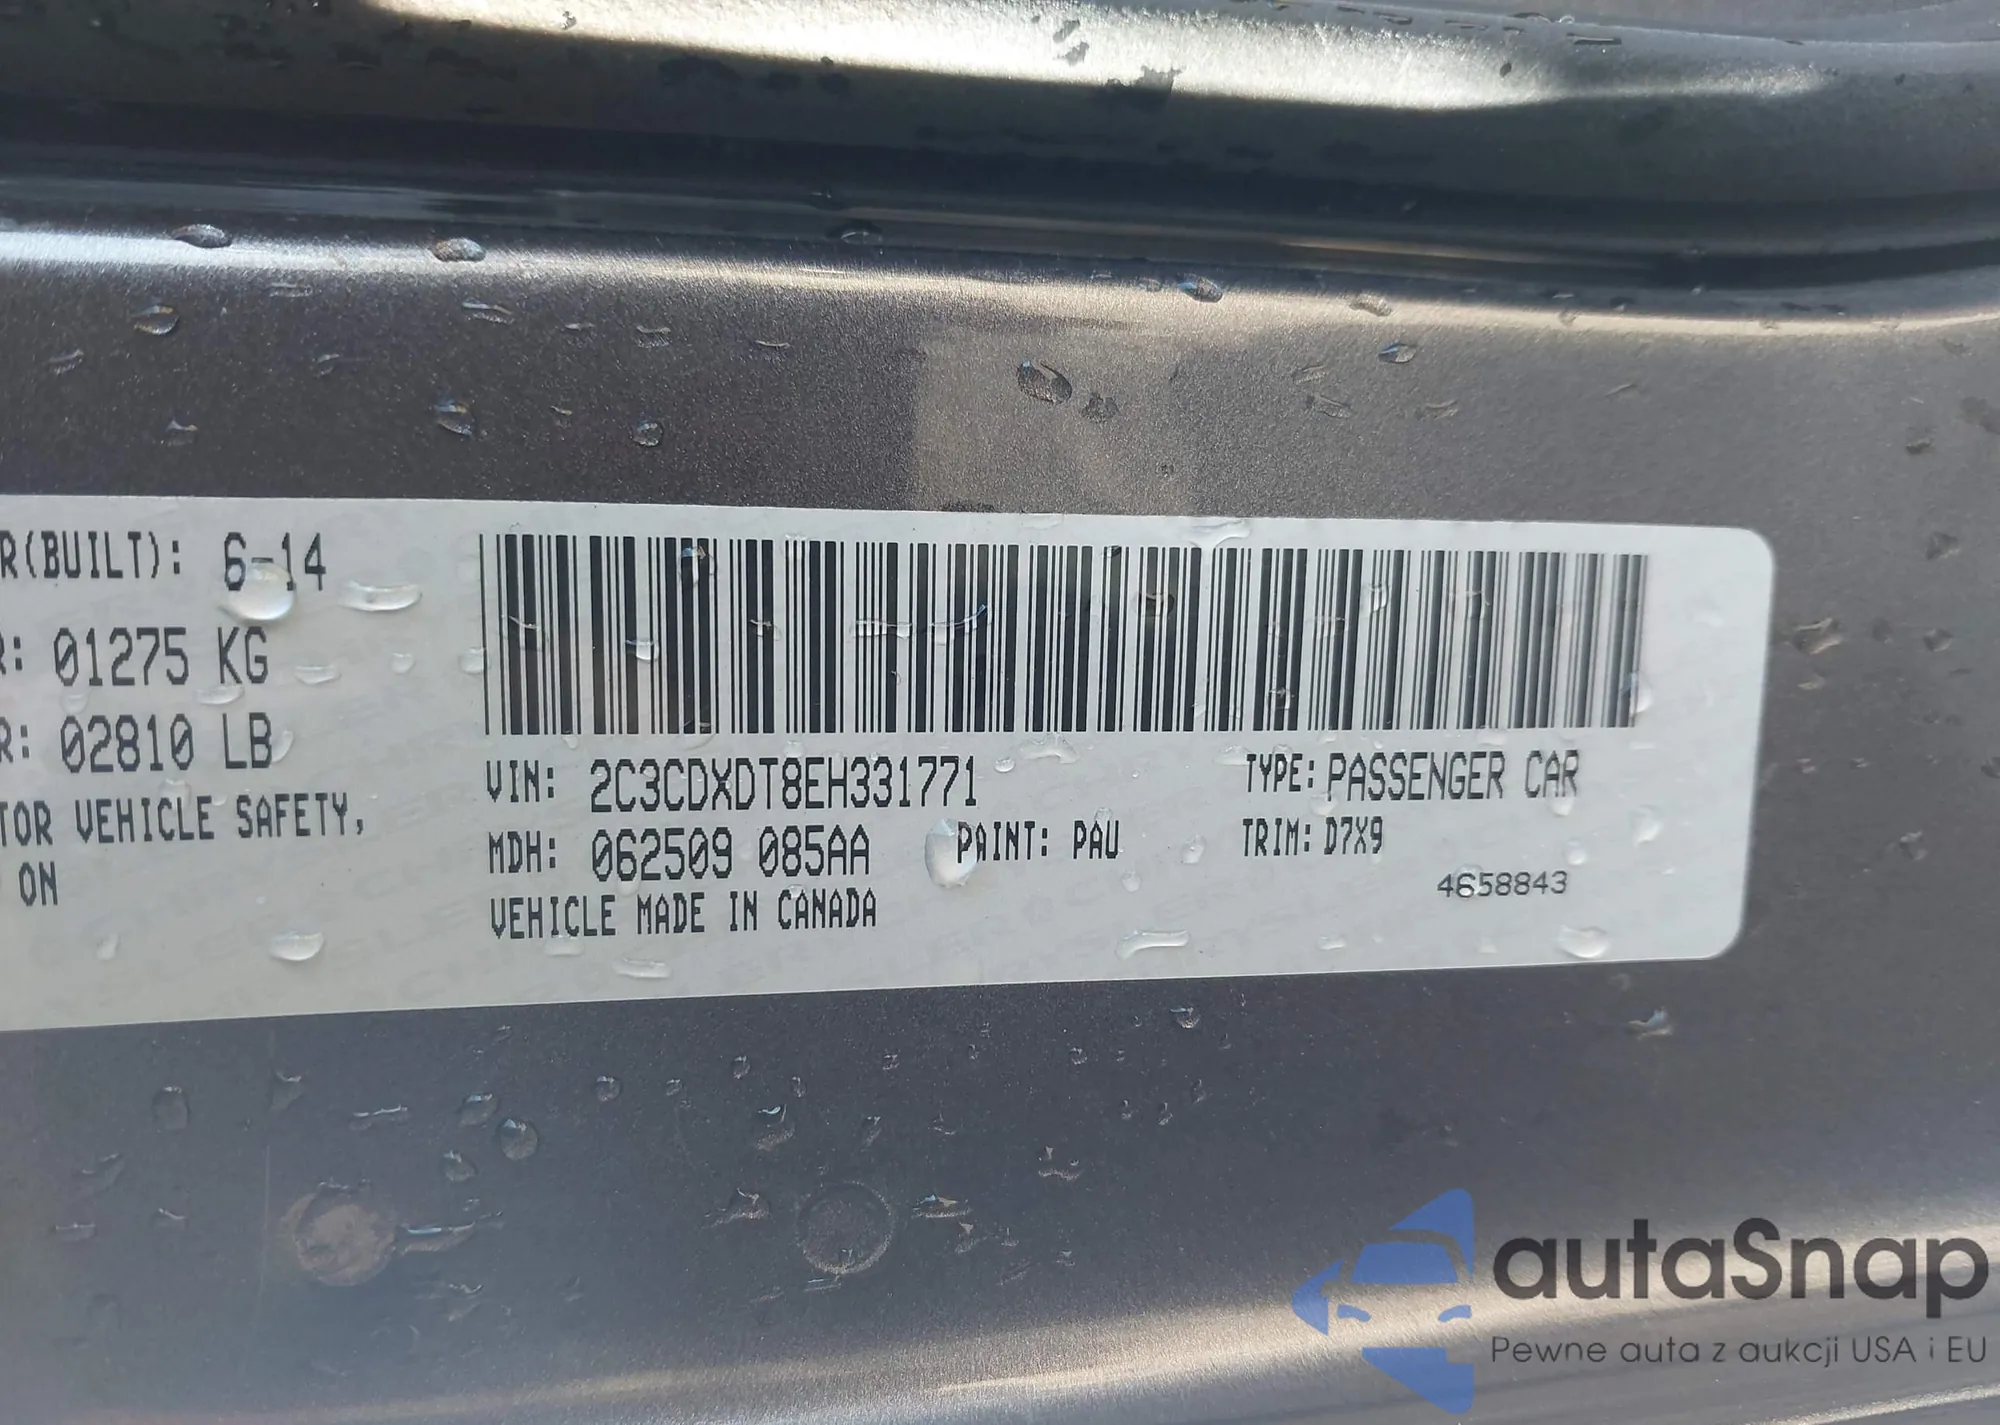 R(BUILT): 6-14
R: 01275 KG
R: 02810 LB
TOR VEHICLE SAFETY,
ON
VIN: 2C3CDXDT8EH331771 TYPE: PASSENGER CAR
MDH: 062509 085AA PAINT: PAU TRIM: D7X9
VEHICLE MADE IN CANADA 4658843
autaSnap
Pewne auta z aukcji USA i EU